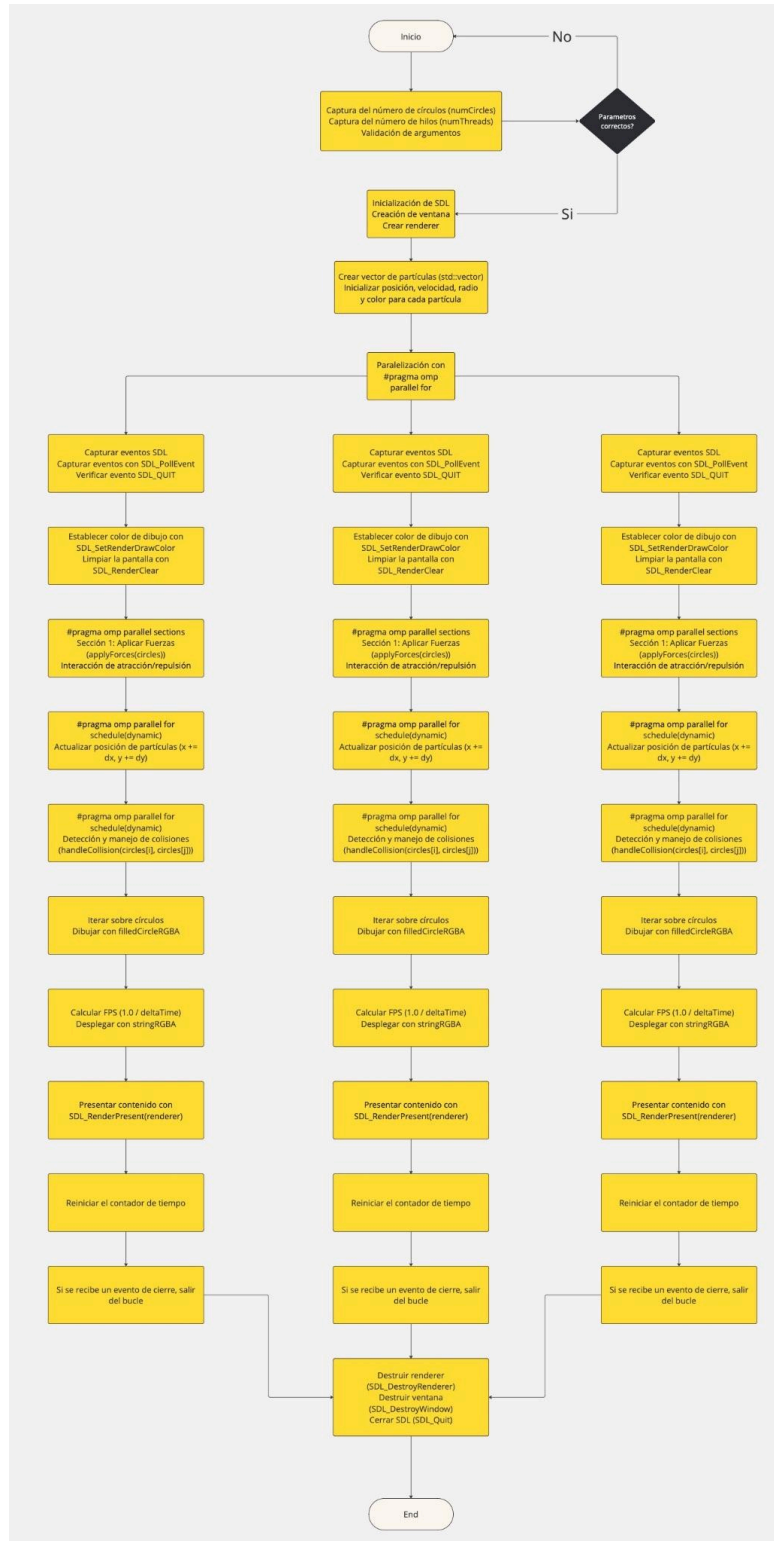 Inicio
No
Captura del número de círculos (numCircles)
Captura del número de hilos (numThreads)
Validación de argumentos
Parametros
correctos?
Si
Inicialización de SDL
Creación de ventana
Crear renderer
Crear vector de partículas (std::vector)
Inicializar posición, velocidad, radio
y color para cada partícula
Paralelización con
#pragma omp
parallel for
Capturar eventos SDL
Capturar eventos con SDL_PollEvent
Verificar evento SDL_QUIT
Establecer color de dibujo con
SDL_SetRenderDrawColor
Limpiar la pantalla con
SDL_RenderClear
#pragma omp parallel sections
Sección 1: Aplicar Fuerzas
(applyForces(circles))
Interacción de atracción/repulsión
#pragma omp parallel for
schedule(dynamic)
Actualizar posición de partículas (x +=
dx, y += dy)
#pragma omp parallel for
schedule(dynamic)
Detección y manejo de colisiones
(handleCollision(circles[i], circles[j]))
Iterar sobre círculos
Dibujar con filledCircleRGBA
Calcular FPS (1.0 / deltaTime)
Desplegar con stringRGBA
Presentar contenido con
SDL_RenderPresent(renderer)
Reiniciar el contador de tiempo
Si se recibe un evento de cierre, salir
del bucle
Capturar eventos SDL
Capturar eventos con SDL_PollEvent
Verificar evento SDL_QUIT
Establecer color de dibujo con
SDL_SetRenderDrawColor
Limpiar la pantalla con
SDL_RenderClear
#pragma omp parallel sections
Sección 1: Aplicar Fuerzas
(applyForces(circles))
Interacción de atracción/repulsión
#pragma omp parallel for
schedule(dynamic)
Actualizar posición de partículas (x +=
dx, y += dy)
#pragma omp parallel for
schedule(dynamic)
Detección y manejo de colisiones
(handleCollision(circles[i], circles[j]))
Iterar sobre círculos
Dibujar con filledCircleRGBA
Calcular FPS (1.0 / deltaTime)
Desplegar con stringRGBA
Presentar contenido con
SDL_RenderPresent(renderer)
Reiniciar el contador de tiempo
Si se recibe un evento de cierre, salir
del bucle
Capturar eventos SDL
Capturar eventos con SDL_PollEvent
Verificar evento SDL_QUIT
Establecer color de dibujo con
SDL_SetRenderDrawColor
Limpiar la pantalla con
SDL_RenderClear
#pragma omp parallel sections
Sección 1: Aplicar Fuerzas
(applyForces(circles))
Interacción de atracción/repulsión
#pragma omp parallel for
schedule(dynamic)
Actualizar posición de partículas (x +=
dx, y += dy)
#pragma omp parallel for
schedule(dynamic)
Detección y manejo de colisiones
(handleCollision(circles[i], circles[j]))
Iterar sobre círculos
Dibujar con filledCircleRGBA
Calcular FPS (1.0 / deltaTime)
Desplegar con stringRGBA
Presentar contenido con
SDL_RenderPresent(renderer)
Reiniciar el contador de tiempo
Si se recibe un evento de cierre, salir
del bucle
Destruir renderer
(SDL_DestroyRenderer)
Destruir ventana
(SDL_DestroyWindow)
Cerrar SDL (SDL_Quit)
End